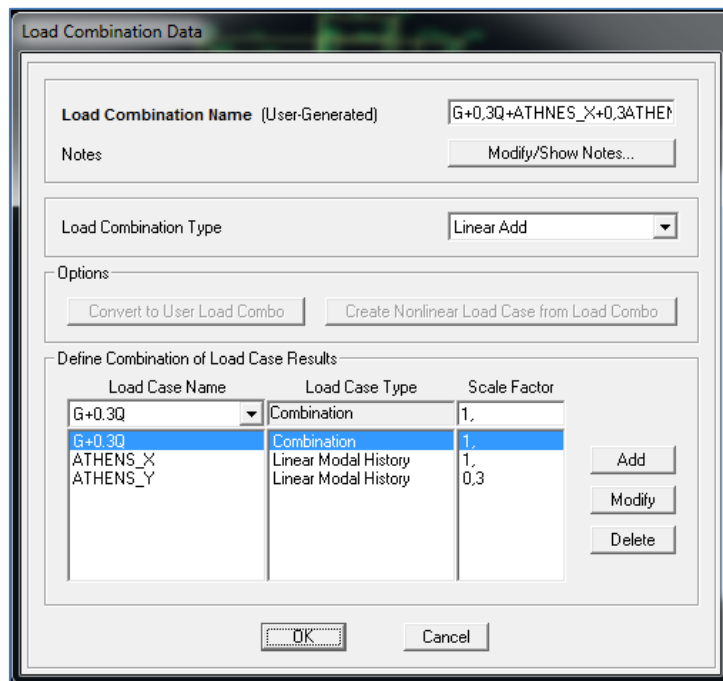 Load Combination Data
Load Combination Name (User-Generated) G+0,3Q+ATHNES_X+0,3ATHEN
Notes Modify/Show Notes...
Load Combination Type Linear Add
Options
Convert to User Load Combo Create Nonlinear Load Case from Load Combo
Define Combination of Load Case Results
Load Case Name Load Case Type Scale Factor
G+0.3Q Combination 1,
G+0.3Q Combination 1,
ATHENS_X Linear Modal History 1,
ATHENS_Y Linear Modal History 0,3
Add
Modify
Delete
OK Cancel